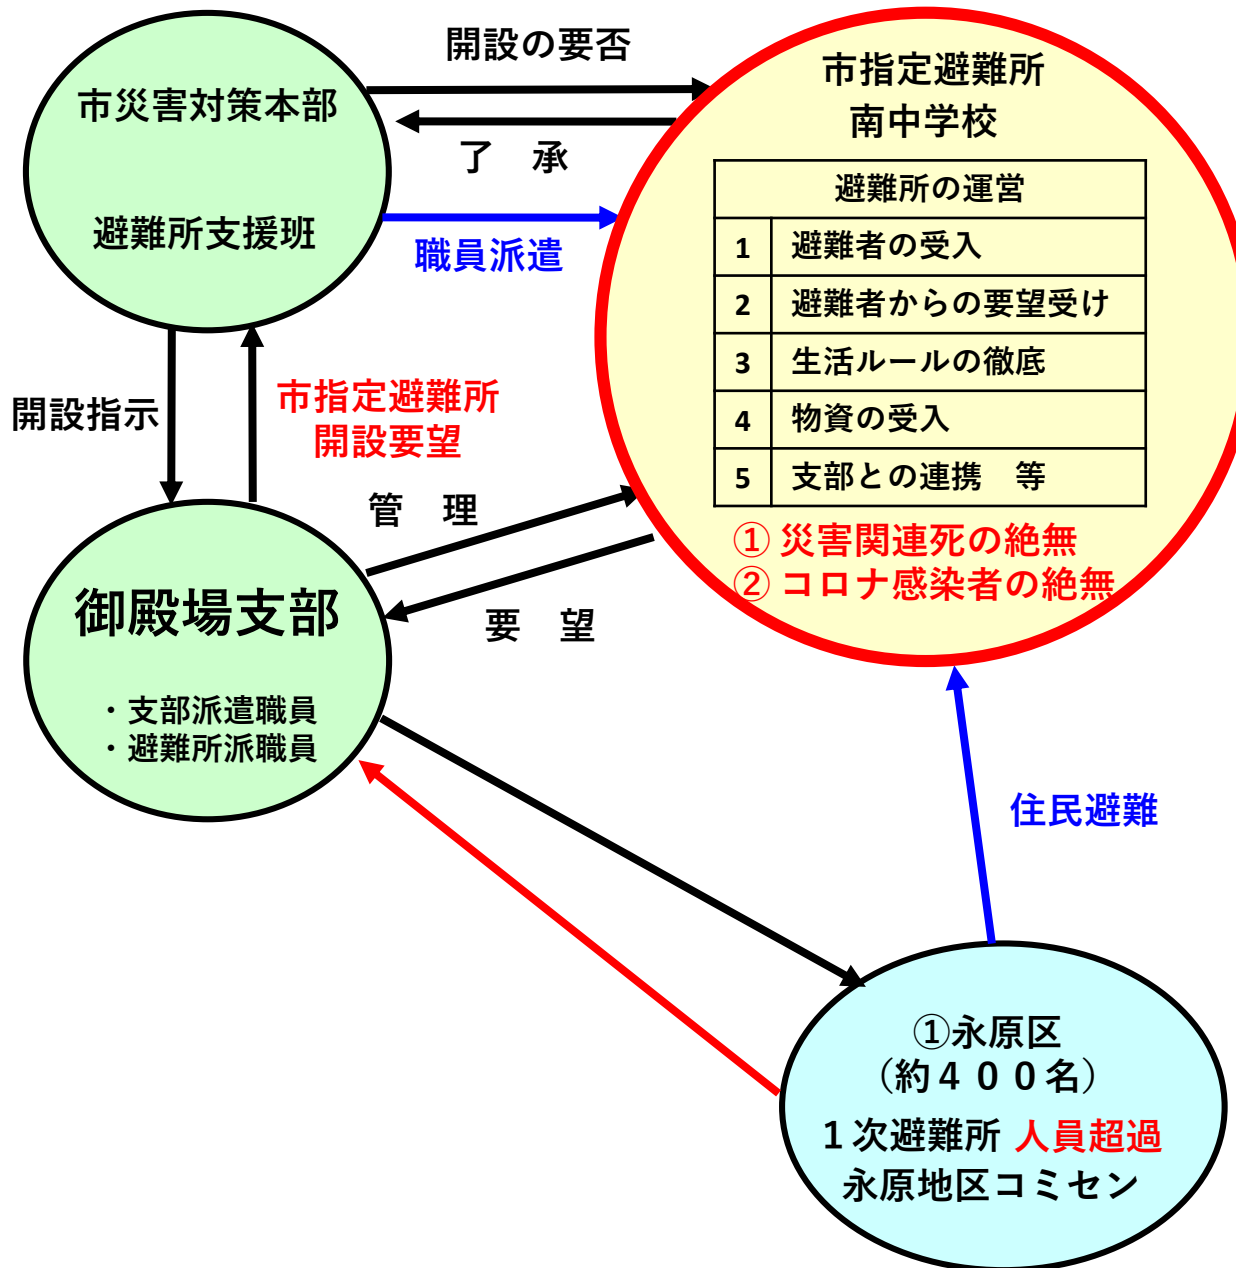 開設の要否
市災害対策本部
避難所支援班
了　承
職員派遣
市指定避難所
南中学校
避難所の運営
1 避難者の受入
2 避難者からの要望受け
3 生活ルールの徹底
4 物資の受入
5 支部との連携　等
① 災害関連死の絶無
② コロナ感染者の絶無
開設指示
市指定避難所
開設要望
管　理
要　望
御殿場支部
・支部派遣職員
・避難所派職員
住民避難
①永原区
（約４００名）
１次避難所 人員超過
永原地区コミセン